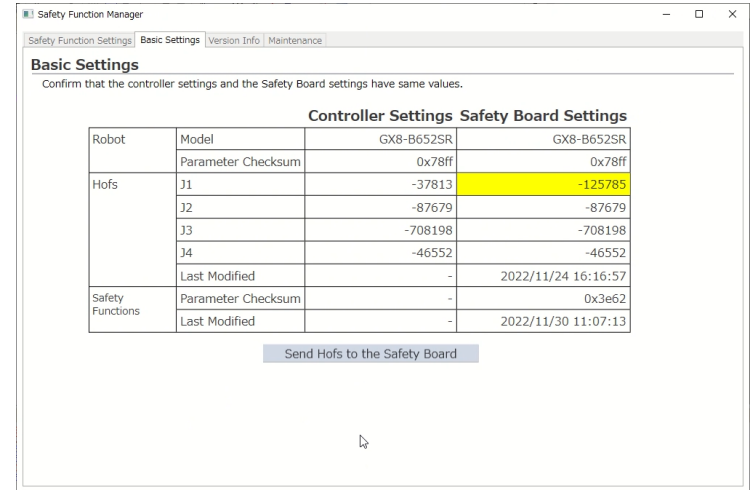 Safety Function Manager
Safety Function Settings Basic Settings Version Info Maintenance
Basic Settings
Confirm that the controller settings and the Safety Board settings have same values.
Controller Settings Safety Board Settings
Robot Model GX8-B652SR GX8-B652SR
Parameter Checksum 0x78ff 0x78ff
Hofs J1 -37813 -125785
J2 -87679 -87679
J3 -708198 -708198
J4 -46552 -46552
Last Modified - 2022/11/24 16:16:57
Safety Functions Parameter Checksum - 0x3e62
Last Modified - 2022/11/30 11:07:13
Send Hofs to the Safety Board